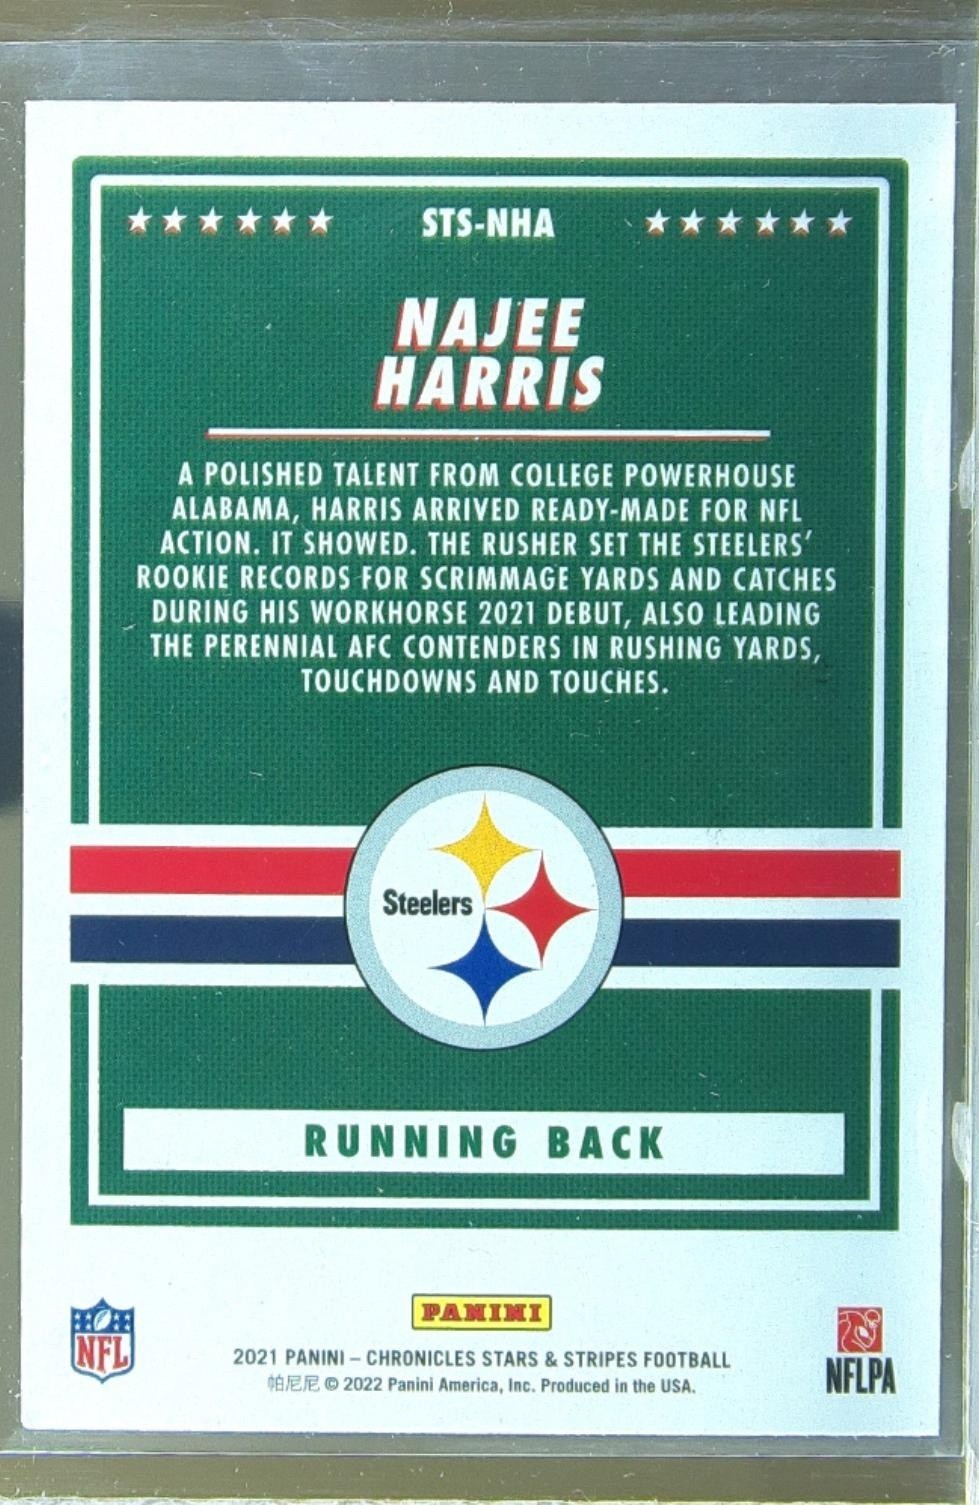 STS-NHA
NAJEE
HARRIS
A POLISHED TALENT FROM COLLEGE POWERHOUSE
ALABAMA, HARRIS ARRIVED READY-MADE FOR NFL
ACTION. IT SHOWED. THE RUSHER SET THE STEELERS'
ROOKIE RECORDS FOR SCRIMMAGE YARDS AND CATCHES
DURING HIS WORKHORSE 2021 DEBUT, ALSO LEADING
THE PERENNIAL AFC CONTENDERS IN RUSHING YARDS,
TOUCHDOWNS AND TOUCHES.
Steelers
RUNNING BACK
NFL
PANINI
2021 PANINI – CHRONICLES STARS & STRIPES FOOTBALL
帕尼尼 © 2022 Panini America, Inc. Produced in the USA.
NFLPA